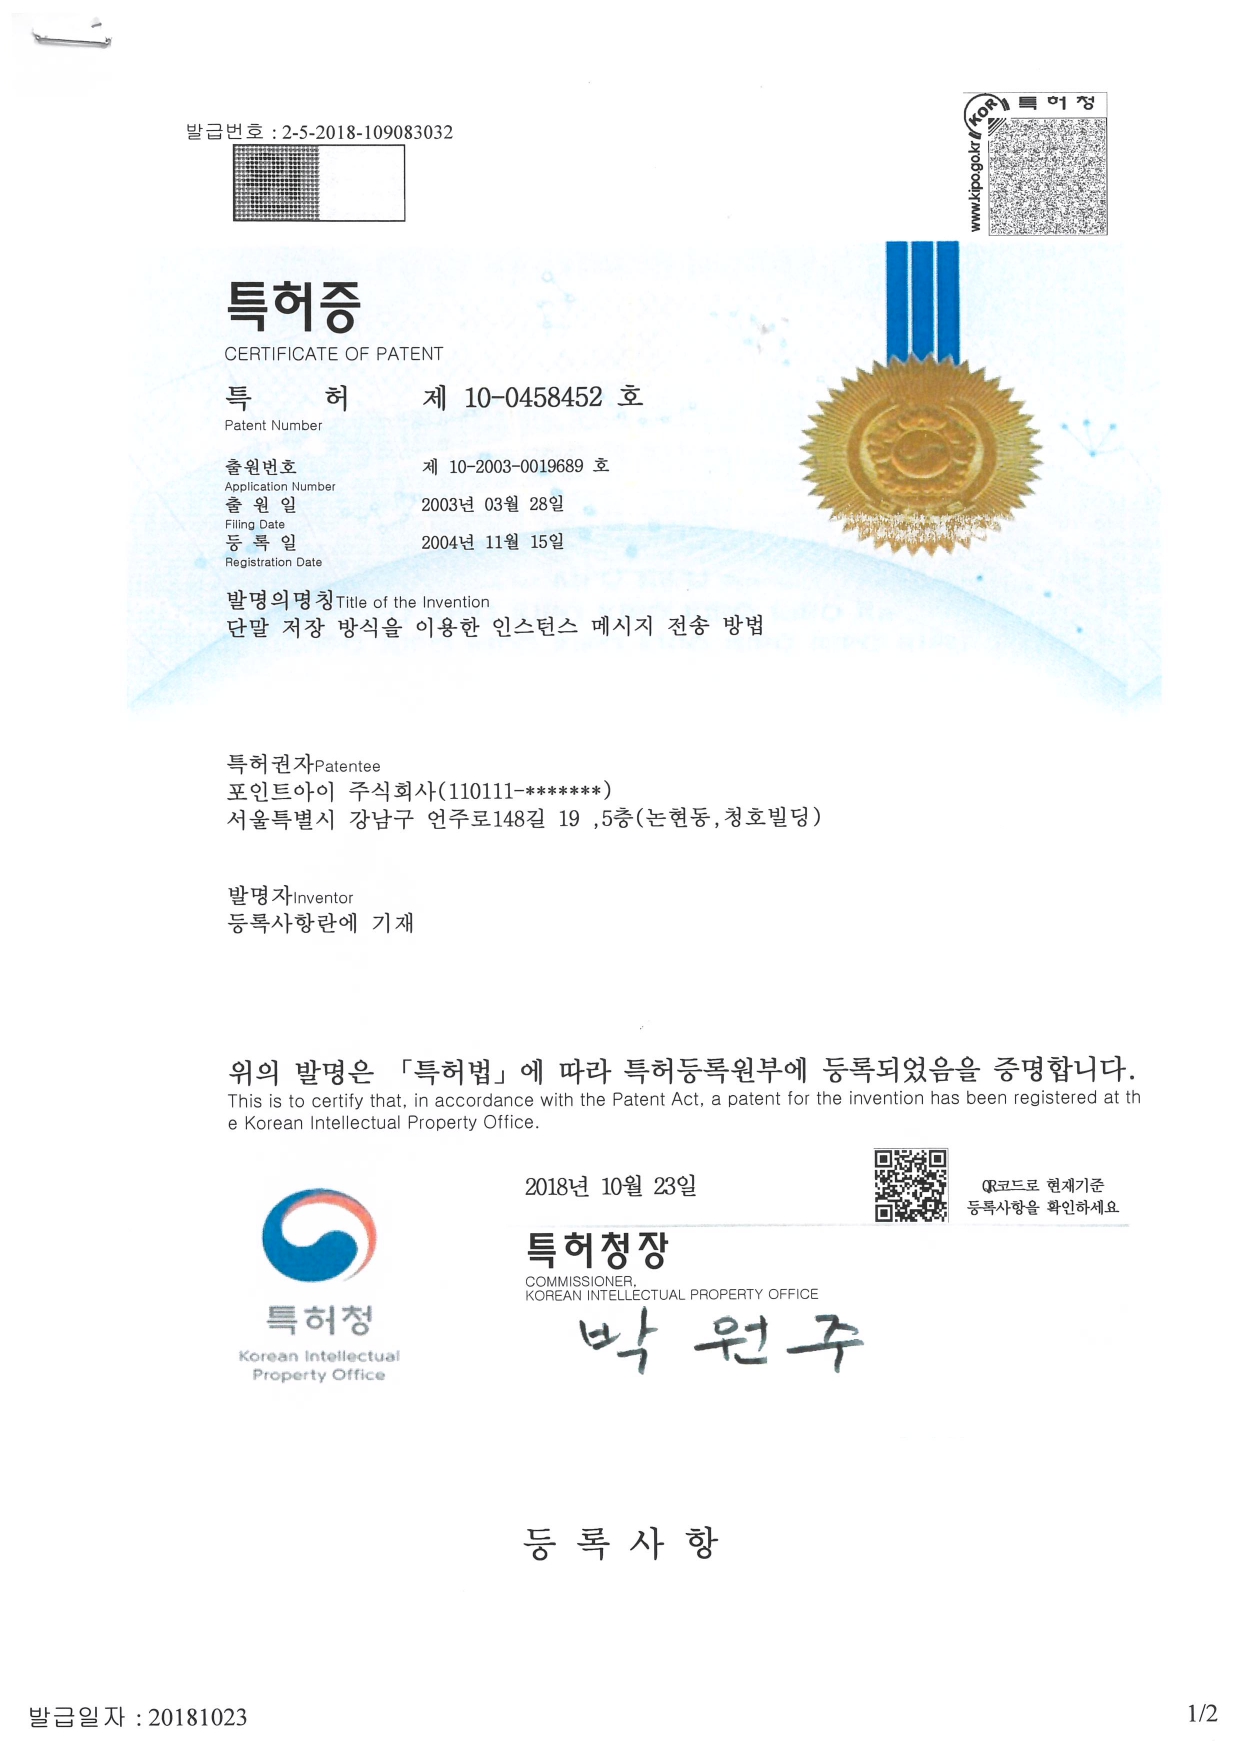 발급번호 : 2-5-2018-109083032
KOR 특허청
www.kipo.go.kr
특허증
CERTIFICATE OF PATENT
특 허 제 10-0458452 호
Patent Number
출원번호 제 10-2003-0019689 호
Application Number
출 원 일 2003년 03월 28일
Filing Date
등 록 일 2004년 11월 15일
Registration Date
발명의명칭Title of the Invention
단말 저장 방식을 이용한 인스턴스 메시지 전송 방법
특허권자Patentee
포인트아이 주식회사(110111-*******)
서울특별시 강남구 언주로148길 19 ,5층(논현동,청호빌딩)
발명자Inventor
등록사항란에 기재
위의 발명은 「특허법」에 따라 특허등록원부에 등록되었음을 증명합니다.
This is to certify that, in accordance with the Patent Act, a patent for the invention has been registered at th
e Korean Intellectual Property Office.
2018년 10월 23일
QR코드로 현재기준
등록사항을 확인하세요
특허청장
COMMISSIONER,
KOREAN INTELLECTUAL PROPERTY OFFICE
박원주
특허청
Korean Intellectual
Property Office
등 록 사 항
발급일자 : 20181023
1/2